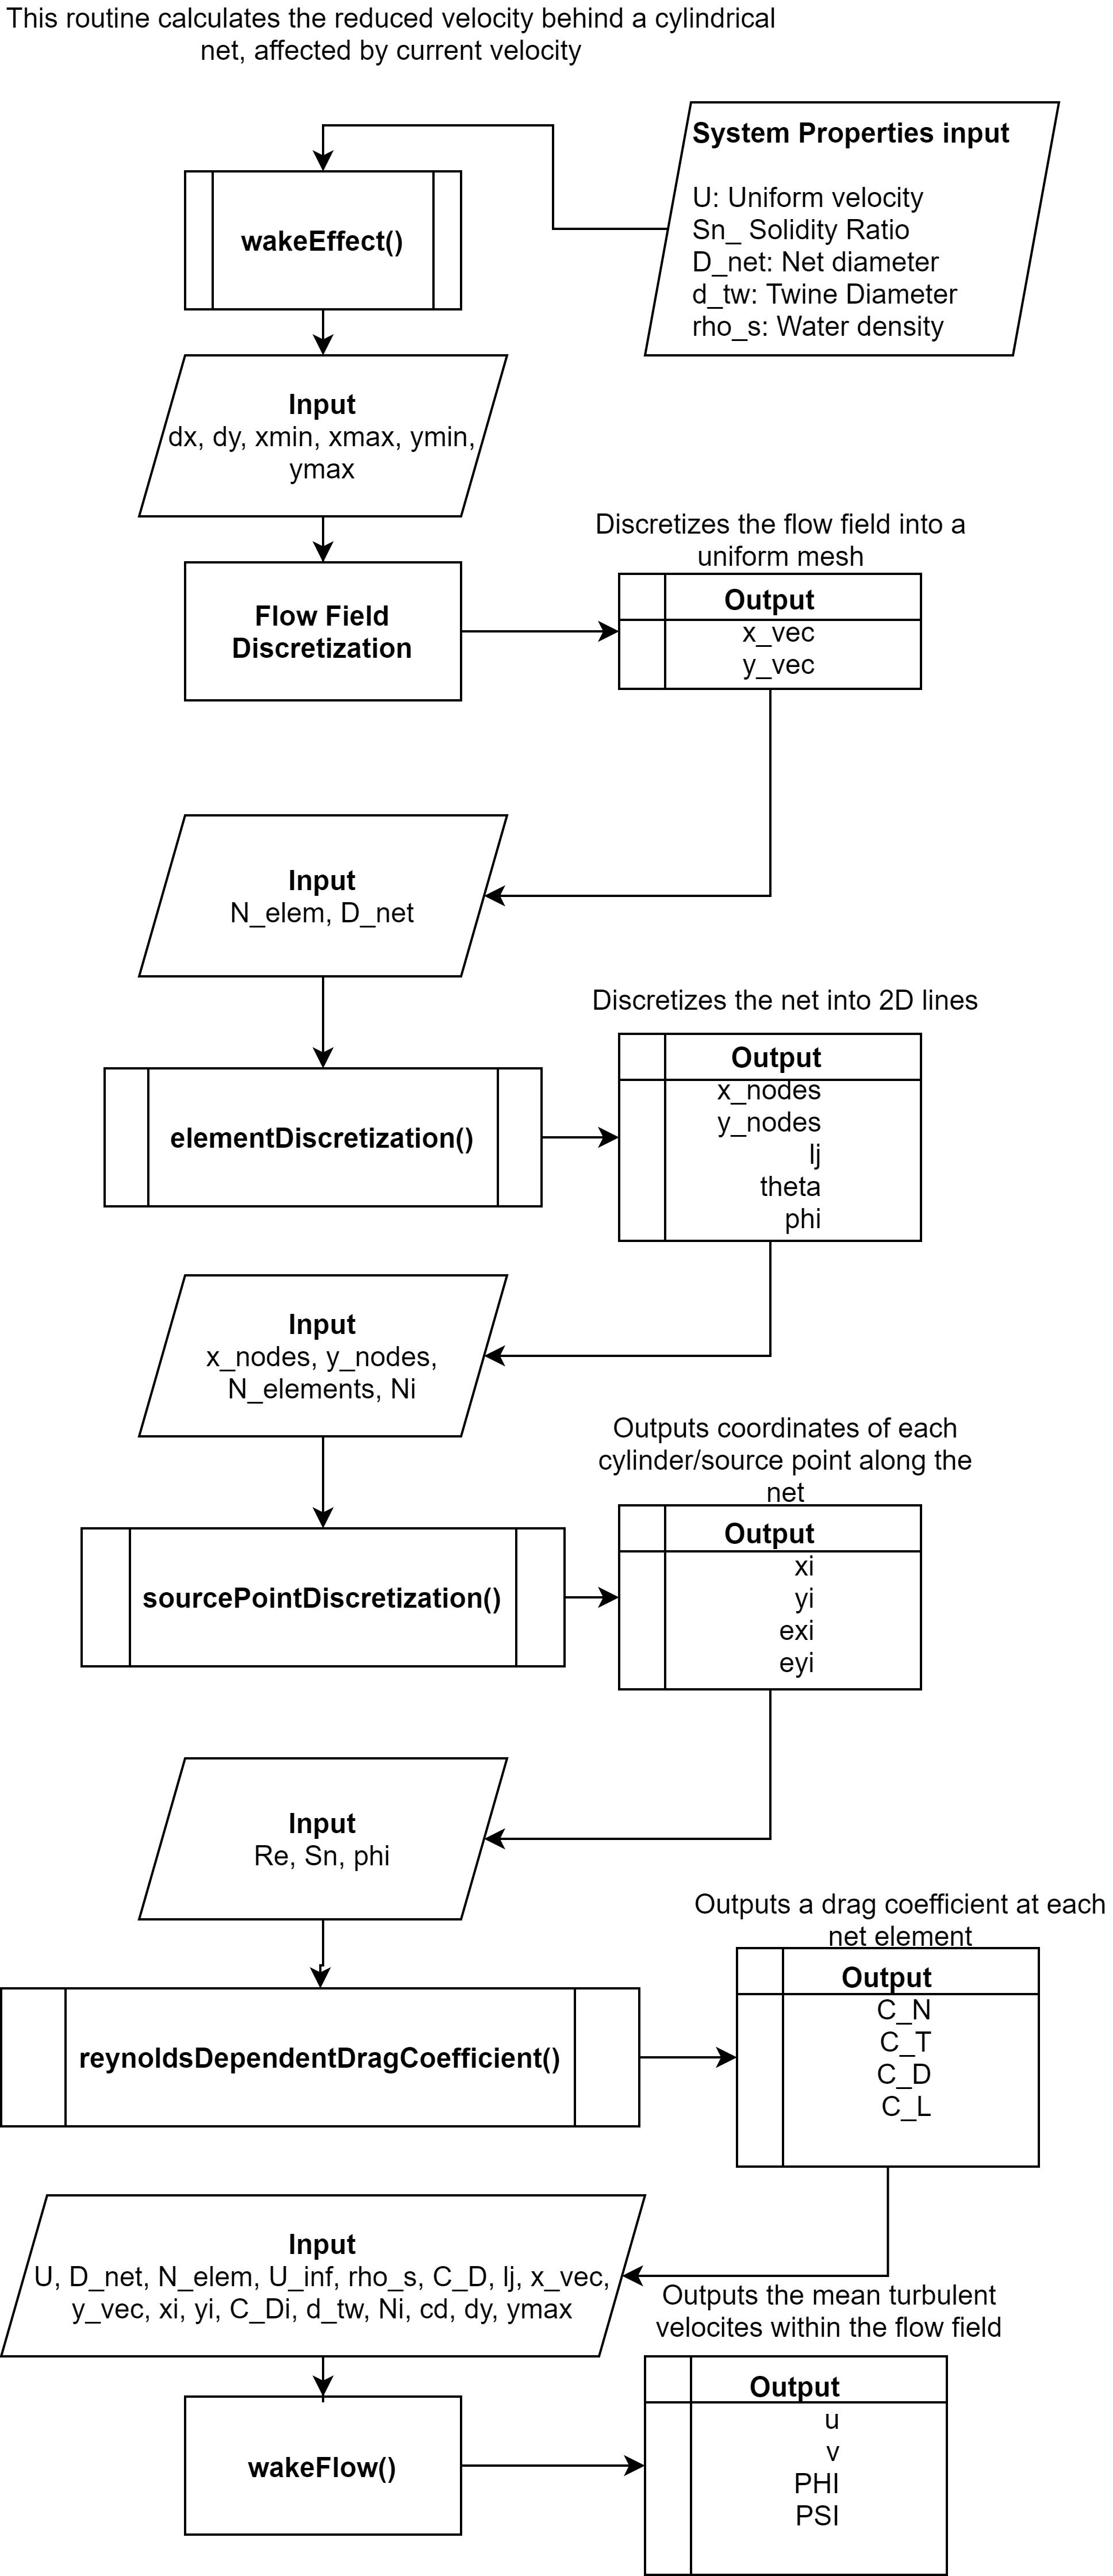 This routine calculates the reduced velocity behind a cylindrical
net, affected by current velocity
System Properties input
U: Uniform velocity
Sn_ Solidity Ratio
D_net: Net diameter
d_tw: Twine Diameter
rho_s: Water density
wakeEffect()
Input
dx, dy, xmin, xmax, ymin,
ymax
Flow Field
Discretization
Discretizes the flow field into a
uniform mesh
Output
x_vec
y_vec
Input
N_elem, D_net
elementDiscretization()
Discretizes the net into 2D lines
Output
x_nodes
y_nodes
lj
theta
phi
Input
x_nodes, y_nodes,
N_elements, Ni
sourcePointDiscretization()
Outputs coordinates of each
cylinder/source point along the
net
Output
xi
yi
exi
eyi
Input
Re, Sn, phi
reynoldsDependentDragCoefficient()
Outputs a drag coefficient at each
net element
Output
C_N
C_T
C_D
C_L
Input
U, D_net, N_elem, U_inf, rho_s, C_D, lj, x_vec,
y_vec, xi, yi, C_Di, d_tw, Ni, cd, dy, ymax
wakeFlow()
Outputs the mean turbulent
velocites within the flow field
Output
u
v
PHI
PSI